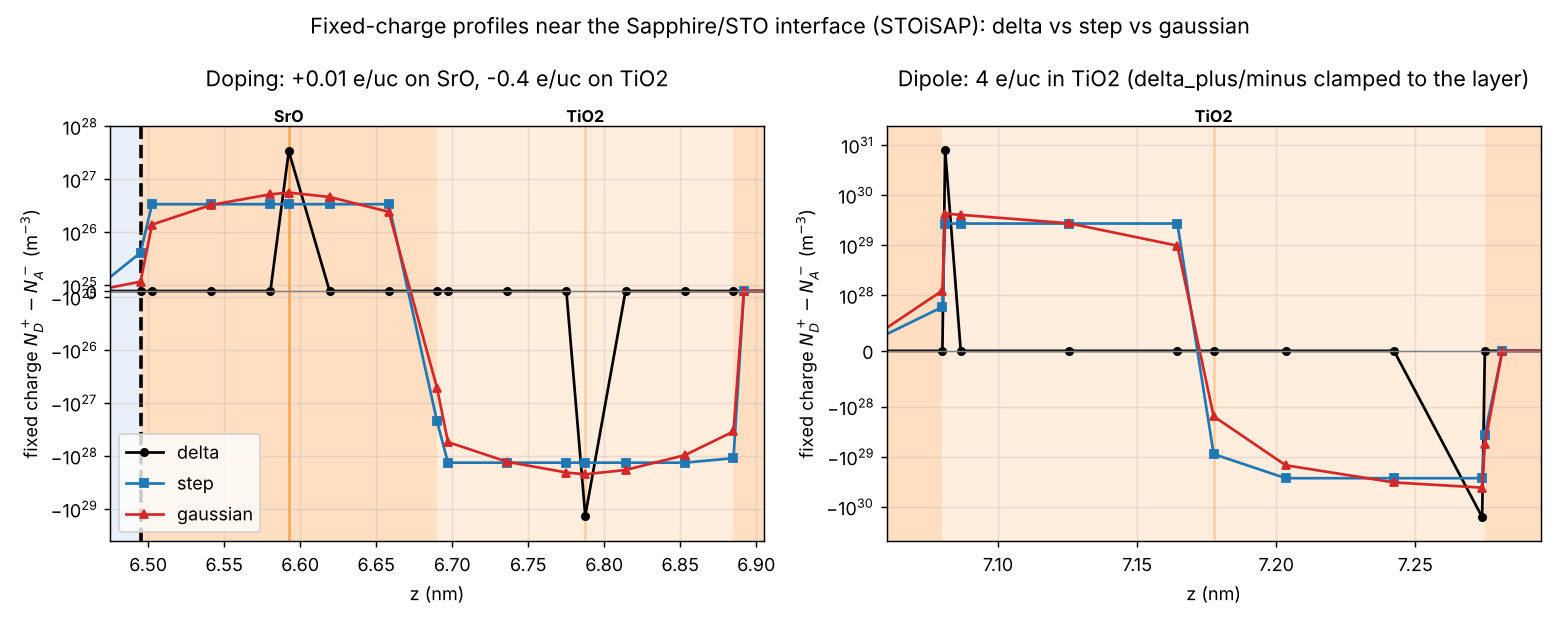 Fixed-charge profiles near the Sapphire/STO interface (STOiSAP): delta vs step vs gaussian
Doping: +0.01 e/uc on SrO, -0.4 e/uc on TiO2
SrO
TiO2
10^28
10^27
10^26
10^25
0
−10^25
−10^26
−10^27
−10^28
−10^29
fixed charge N_D^+ − N_A^− (m^−3)
delta
step
gaussian
6.50 6.55 6.60 6.65 6.70 6.75 6.80 6.85 6.90
z (nm)
Dipole: 4 e/uc in TiO2 (delta_plus/minus clamped to the layer)
TiO2
10^31
10^30
10^29
10^28
0
−10^28
−10^29
−10^30
fixed charge N_D^+ − N_A^− (m^−3)
7.10 7.15 7.20 7.25
z (nm)